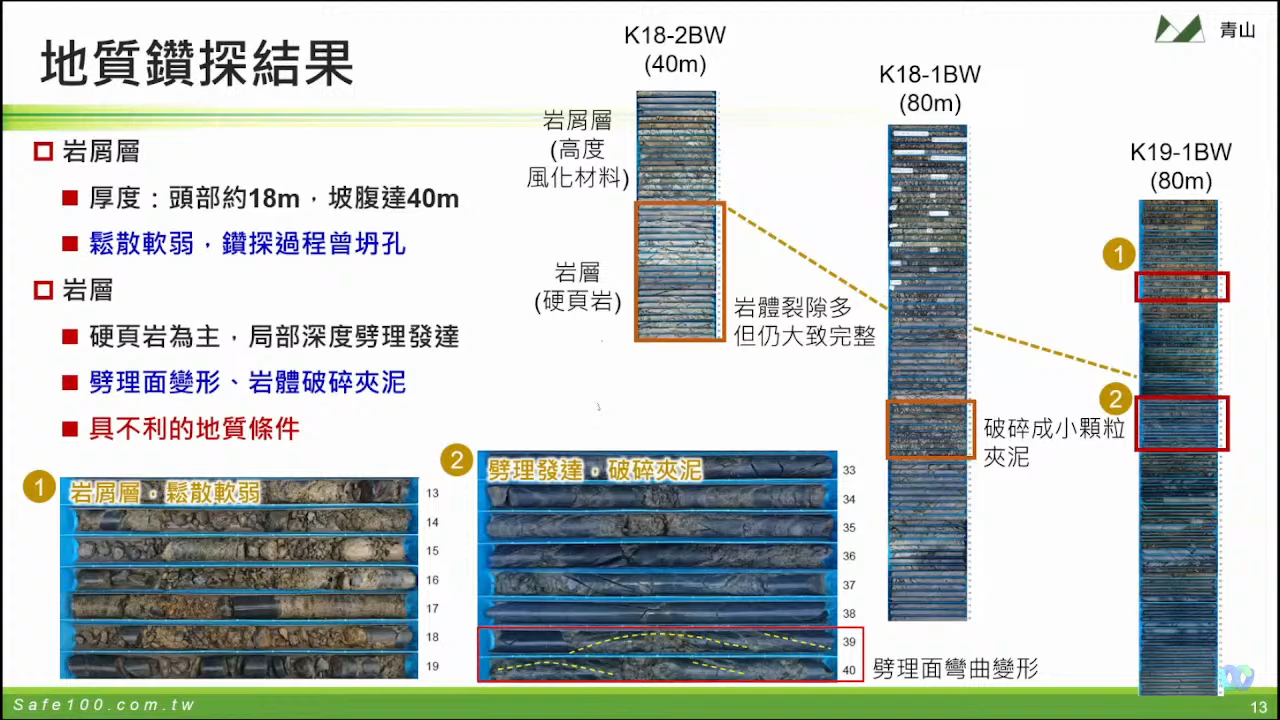 地質鑽探結果
青山
岩屑層
厚度：頭部約18m，坡腹達40m
鬆散軟弱，鑽探過程曾坍孔
岩層
硬頁岩為主，局部深度劈理發達
劈理面變形、岩體破碎夾泥
具不利的地質條件
K18-2BW
(40m)
岩屑層
(高度
風化材料)
岩層
(硬頁岩)
岩體裂隙多
但仍大致完整
K18-1BW
(80m)
破碎成小顆粒
夾泥
K19-1BW
(80m)
1
2
1
岩屑層，鬆散軟弱
13
14
15
16
17
18
19
2
劈理發達，破碎夾泥
33
34
35
36
37
38
39
40
劈理面彎曲變形
Safe100.com.tw
13